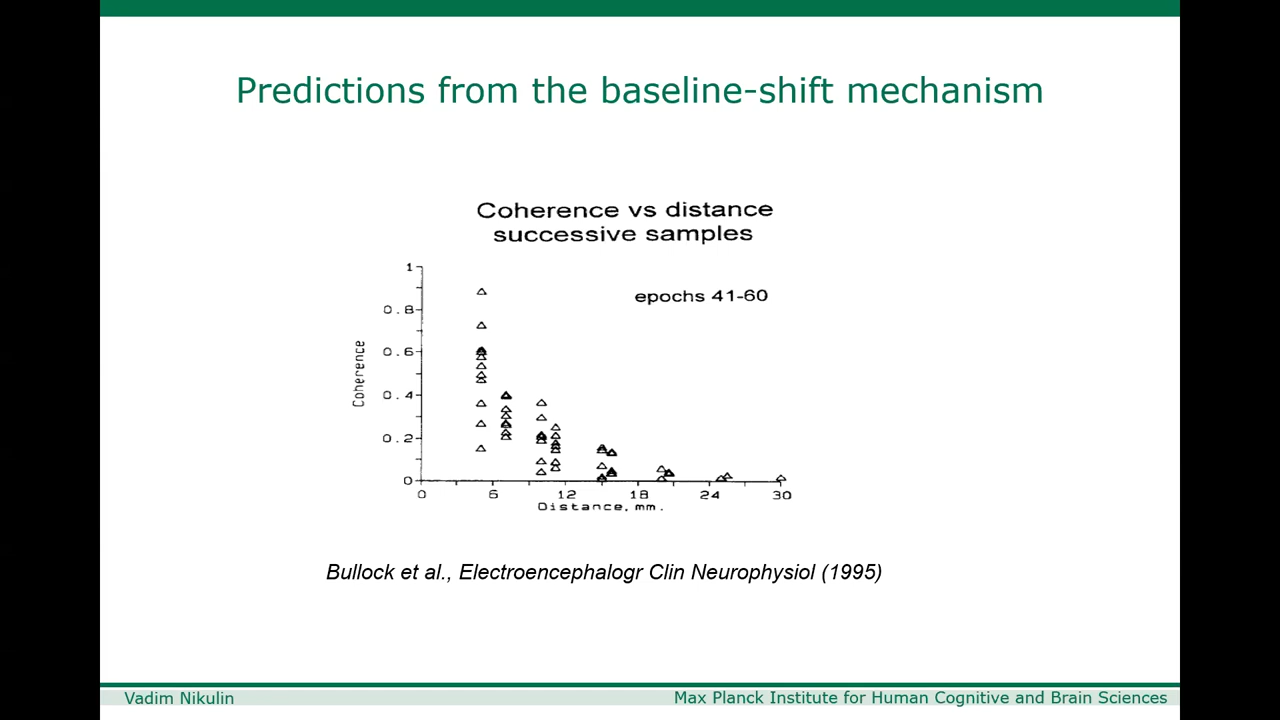 Predictions from the baseline-shift mechanism
Coherence vs distance
successive samples
epochs 41-60
1
0.8
0.6
0.4
0.2
0
Coherence
0 6 12 18 24 30
Distance, mm.
Bullock et al., Electroencephalogr Clin Neurophysiol (1995)
Vadim Nikulin
Max Planck Institute for Human Cognitive and Brain Sciences